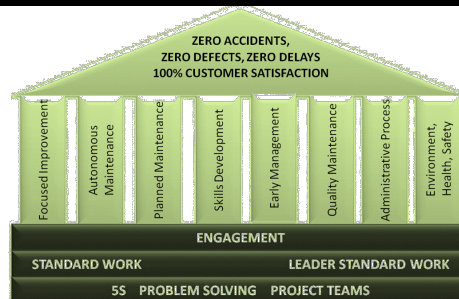 ZERO ACCIDENTS,
ZERO DEFECTS, ZERO DELAYS
100% CUSTOMER SATISFACTION
Focused Improvement
Autonomous
Maintenance
Planned Maintenance
Skills Development
Early Management
Quality Maintenance
Administrative Process
Environment,
Health, Safety
ENGAGEMENT
STANDARD WORK LEADER STANDARD WORK
5S PROBLEM SOLVING PROJECT TEAMS